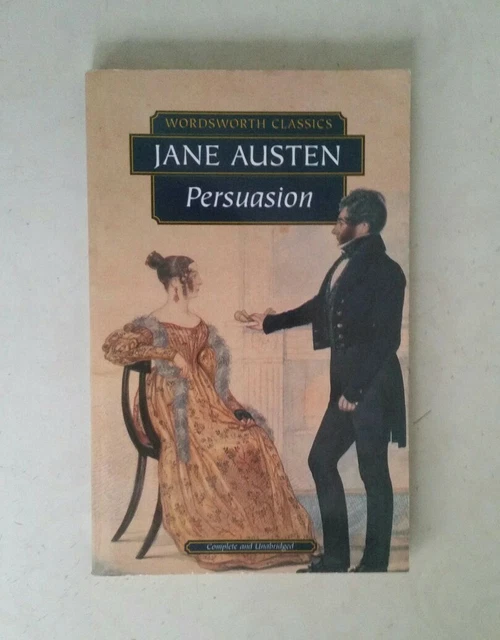 WORDSWORTH CLASSICS
JANE AUSTEN
Persuasion
Complete and Unabridged